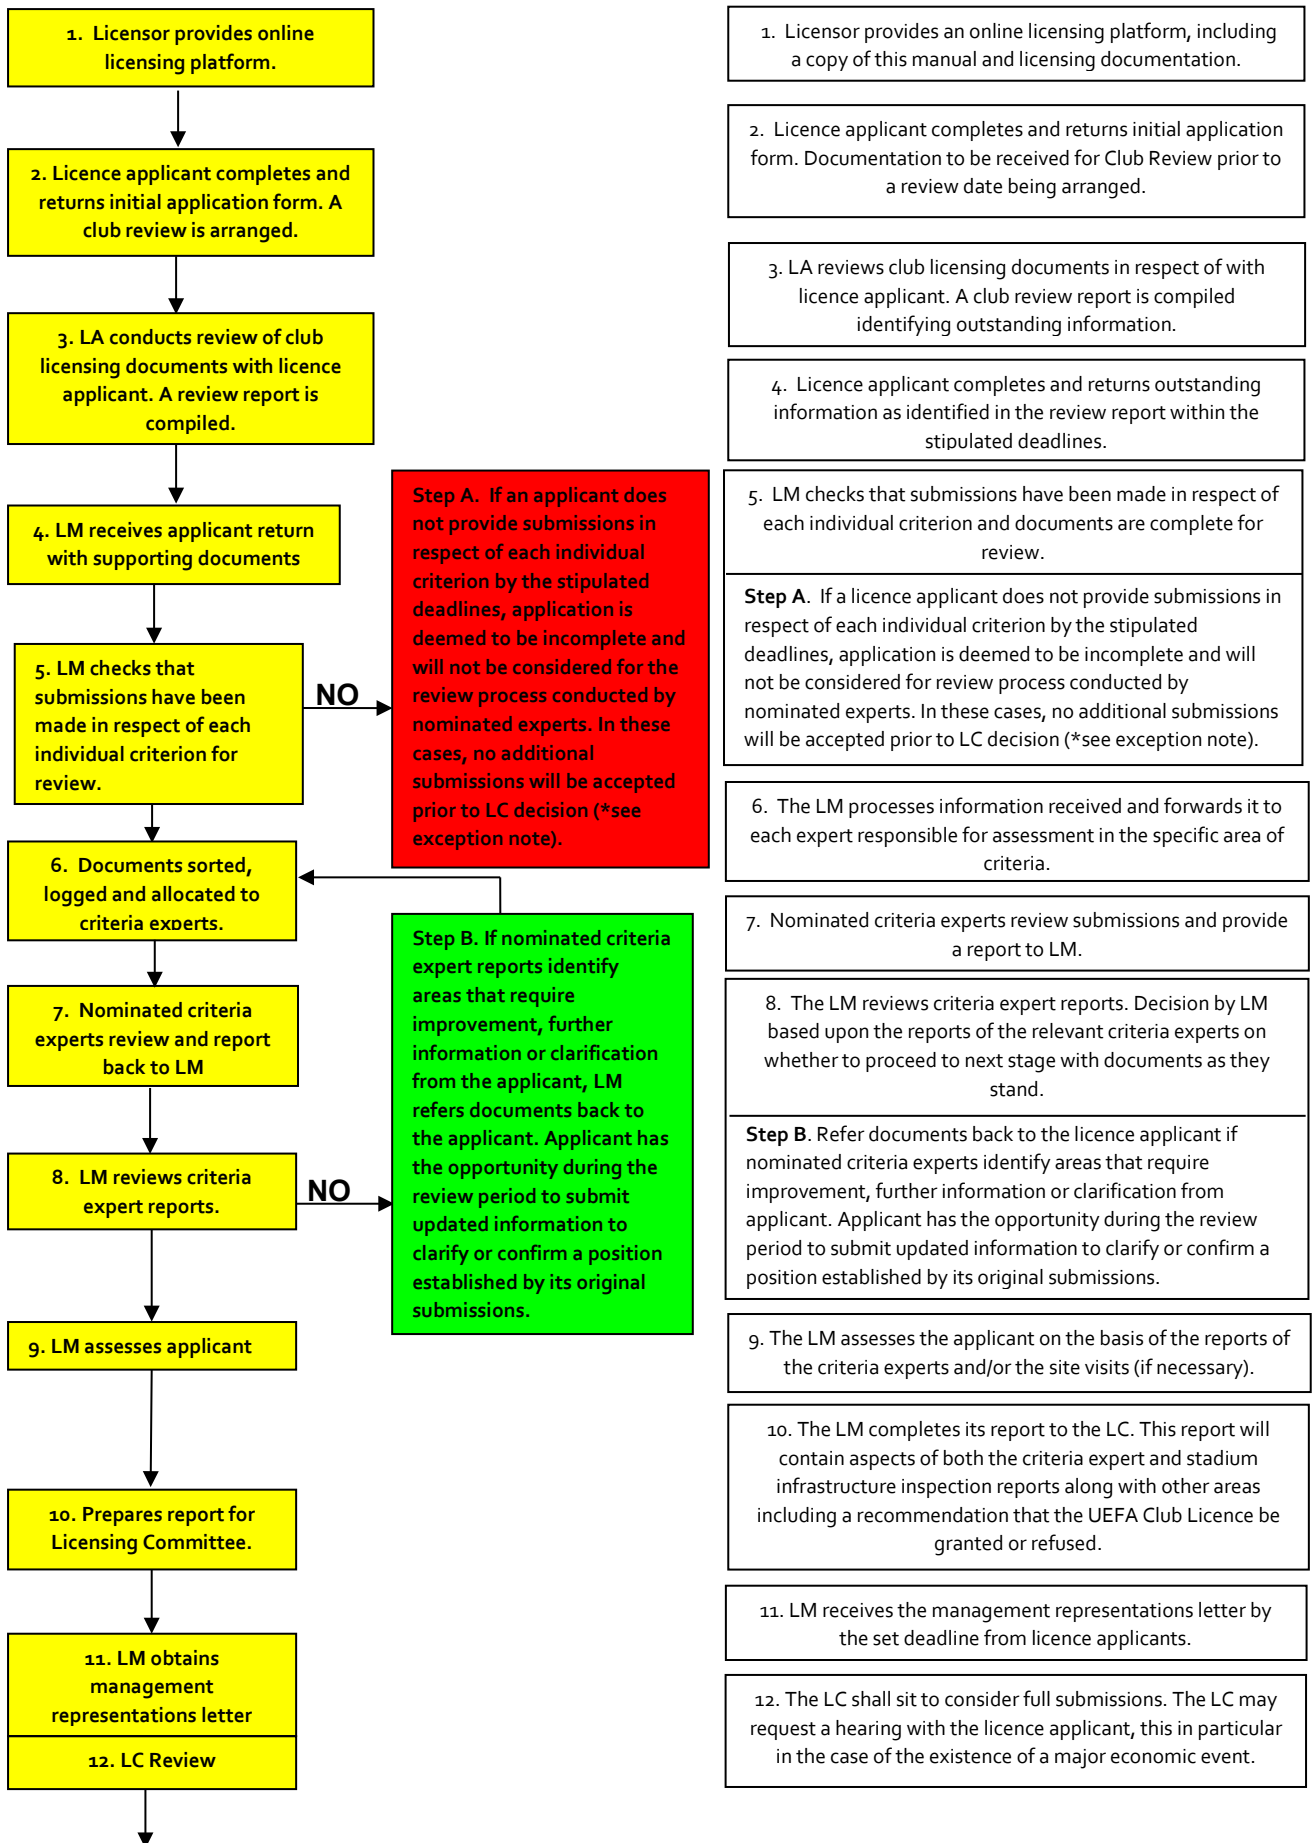 1. Licensor provides online
licensing platform.
2. Licence applicant completes and
returns initial application form. A
club review is arranged.
3. LA conducts review of club
licensing documents with licence
applicant. A review report is
compiled.
4. LM receives applicant return
with supporting documents
5. LM checks that
submissions have been
made in respect of each
individual criterion for
review.
NO
Step A. If an applicant does
not provide submissions in
respect of each individual
criterion by the stipulated
deadlines, application is
deemed to be incomplete and
will not be considered for the
review process conducted by
nominated experts. In these
cases, no additional
submissions will be accepted
prior to LC decision (*see
exception note).
6. Documents sorted,
logged and allocated to
criteria experts.
7. Nominated criteria
experts review and report
back to LM
8. LM reviews criteria
expert reports.
NO
Step B. If nominated criteria
expert reports identify
areas that require
improvement, further
information or clarification
from the applicant, LM
refers documents back to
the applicant. Applicant has
the opportunity during the
review period to submit
updated information to
clarify or confirm a position
established by its original
submissions.
9. LM assesses applicant
10. Prepares report for
Licensing Committee.
11. LM obtains
management
representations letter
12. LC Review
1. Licensor provides an online licensing platform, including
a copy of this manual and licensing documentation.
2. Licence applicant completes and returns initial application
form. Documentation to be received for Club Review prior to
a review date being arranged.
3. LA reviews club licensing documents in respect of with
licence applicant. A club review report is compiled
identifying outstanding information.
4. Licence applicant completes and returns outstanding
information as identified in the review report within the
stipulated deadlines.
5. LM checks that submissions have been made in respect of
each individual criterion and documents are complete for
review.
Step A. If a licence applicant does not provide submissions in
respect of each individual criterion by the stipulated
deadlines, application is deemed to be incomplete and will
not be considered for review process conducted by
nominated experts. In these cases, no additional submissions
will be accepted prior to LC decision (*see exception note).
6. The LM processes information received and forwards it to
each expert responsible for assessment in the specific area of
criteria.
7. Nominated criteria experts review submissions and provide
a report to LM.
8. The LM reviews criteria expert reports. Decision by LM
based upon the reports of the relevant criteria experts on
whether to proceed to next stage with documents as they
stand.
Step B. Refer documents back to the licence applicant if
nominated criteria experts identify areas that require
improvement, further information or clarification from
applicant. Applicant has the opportunity during the review
period to submit updated information to clarify or confirm a
position established by its original submissions.
9. The LM assesses the applicant on the basis of the reports of
the criteria experts and/or the site visits (if necessary).
10. The LM completes its report to the LC. This report will
contain aspects of both the criteria expert and stadium
infrastructure inspection reports along with other areas
including a recommendation that the UEFA Club Licence be
granted or refused.
11. LM receives the management representations letter by
the set deadline from licence applicants.
12. The LC shall sit to consider full submissions. The LC may
request a hearing with the licence applicant, this in particular
in the case of the existence of a major economic event.